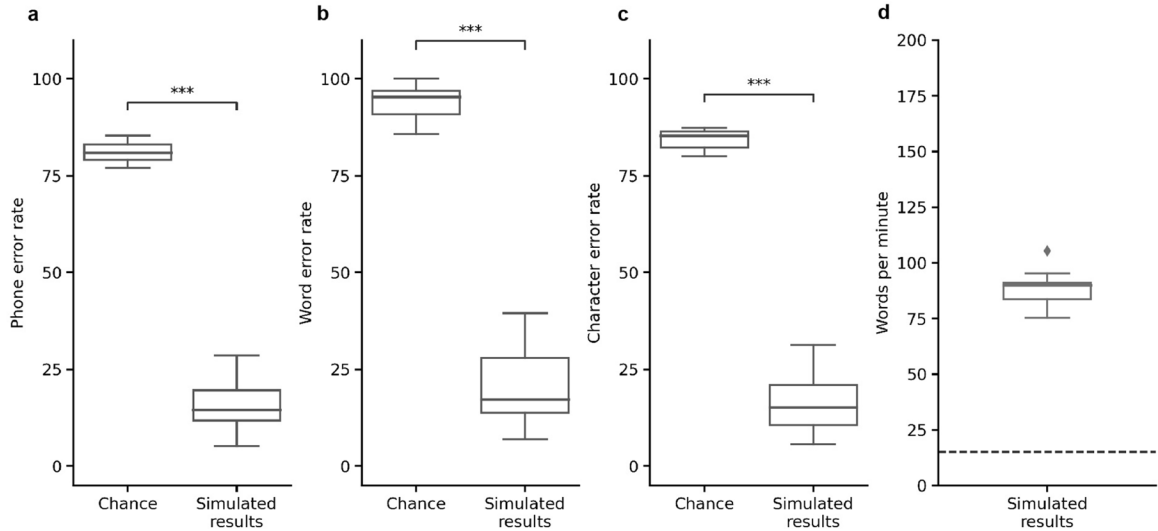 a
Phone error rate
100
75
50
25
0
***
Chance
Simulated
results
b
Word error rate
100
75
50
25
0
***
Chance
Simulated
results
c
Character error rate
100
75
50
25
0
***
Chance
Simulated
results
d
Words per minute
200
175
150
125
100
75
50
25
0
Simulated
results